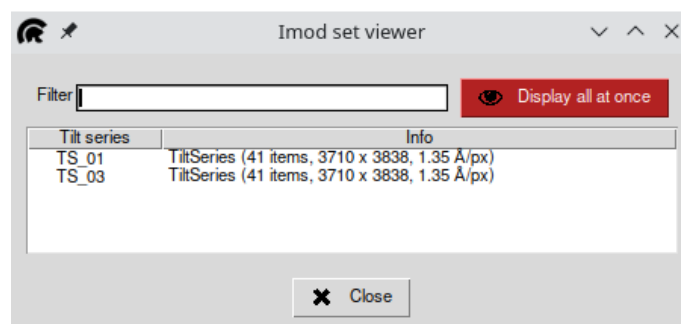 Imod set viewer
Filter
Display all at once
Tilt series Info
TS_01 TiltSeries (41 items, 3710 x 3838, 1.35 Å/px)
TS_03 TiltSeries (41 items, 3710 x 3838, 1.35 Å/px)
Close